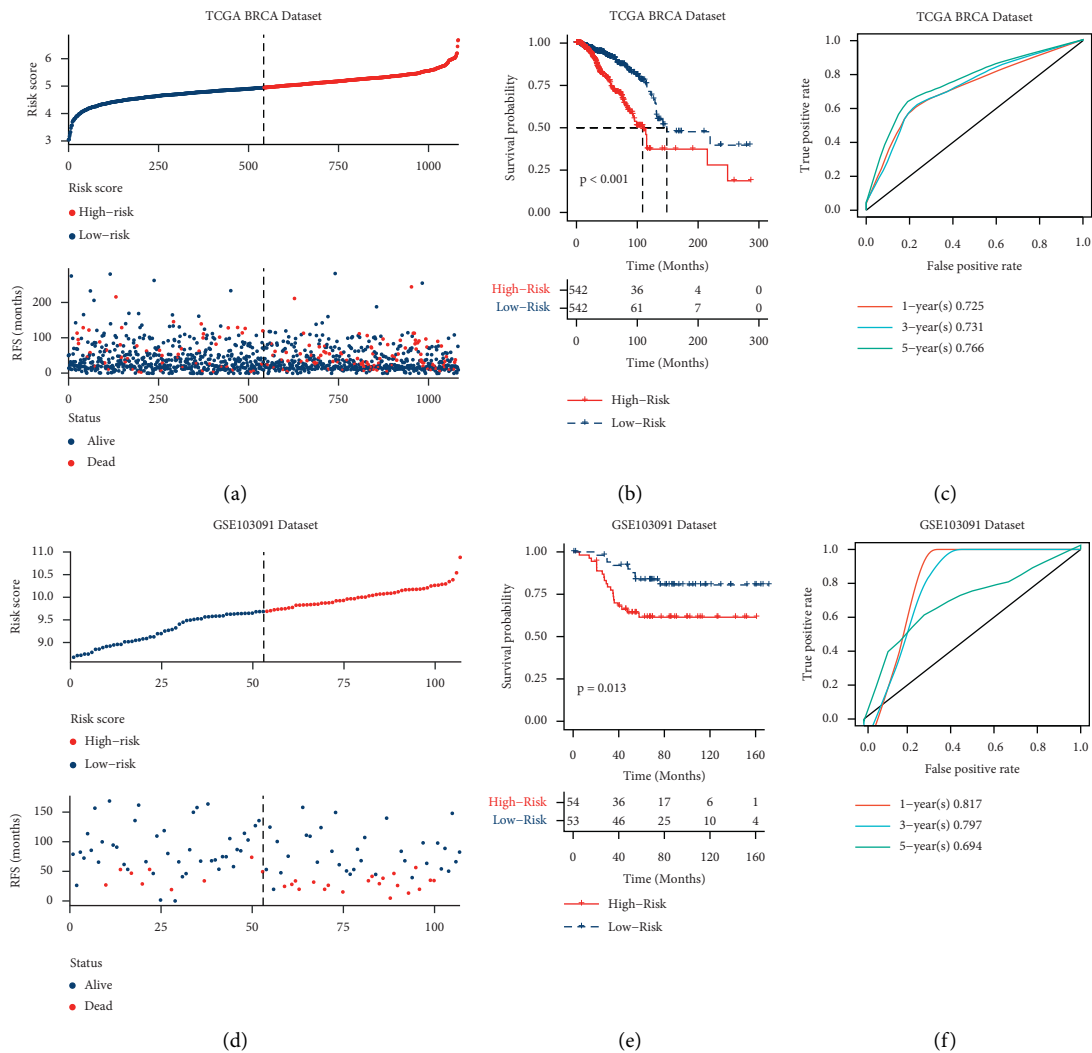 TCGA BRCA Dataset
Risk score
6
5
4
3
0
250
500
750
1000
Risk score
High−risk
Low−risk
RFS (months)
200
100
0
0
250
500
750
1000
Status
Alive
Dead
(a)
TCGA BRCA Dataset
Survival probability
1.00
0.75
0.50
0.25
0.00
p < 0.001
0
100
200
300
Time (Months)
High−Risk 542 36 4 0
Low−Risk 542 61 7 0
0 100 200 300
Time (Months)
High−Risk
Low−Risk
(b)
TCGA BRCA Dataset
True positive rate
1.0
0.8
0.6
0.4
0.2
0.0
0.0 0.2 0.4 0.6 0.8 1.0
False positive rate
1−year(s) 0.725
3−year(s) 0.731
5−year(s) 0.766
(c)
GSE103091 Dataset
Risk score
11.0
10.5
10.0
9.5
9.0
0 25 50 75 100
Risk score
High−risk
Low−risk
RFS (months)
150
100
50
0
0 25 50 75 100
Status
Alive
Dead
(d)
GSE103091 Dataset
Survival probability
1.00
0.75
0.50
0.25
0.00
p = 0.013
0 40 80 120 160
Time (Months)
High−Risk 54 36 17 6 1
Low−Risk 53 46 25 10 4
0 40 80 120 160
Time (Months)
High−Risk
Low−Risk
(e)
GSE103091 Dataset
True positive rate
1.0
0.8
0.6
0.4
0.2
0.0
0.0 0.2 0.4 0.6 0.8 1.0
False positive rate
1−year(s) 0.817
3−year(s) 0.797
5−year(s) 0.694
(f)